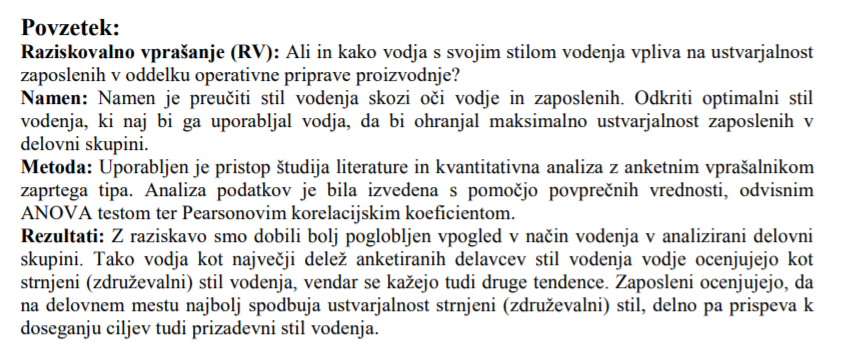 Povzetek:
Raziskovalno vprašanje (RV): Ali in kako vodja s svojim stilom vodenja vpliva na ustvarjalnost
zaposlenih v oddelku operativne priprave proizvodnje?
Namen: Namen je preučiti stil vodenja skozi oči vodje in zaposlenih. Odkriti optimalni stil
vodenja, ki naj bi ga uporabljal vodja, da bi ohranjal maksimalno ustvarjalnost zaposlenih v
delovni skupini.
Metoda: Uporabljen je pristop študija literature in kvantitativna analiza z anketnim vprašalnikom
zaprtega tipa. Analiza podatkov je bila izvedena s pomočjo povprečnih vrednosti, odvisnim
ANOVA testom ter Pearsonovim korelacijskim koeficientom.
Rezultati: Z raziskavo smo dobili bolj poglobljen vpogled v način vodenja v analizirani delovni
skupini. Tako vodja kot največji delež anketiranih delavcev stil vodenja vodje ocenjujejo kot
strnjeni (združevalni) stil vodenja, vendar se kažejo tudi druge tendence. Zaposleni ocenjujejo, da
na delovnem mestu najbolj spodbuja ustvarjalnost strnjeni (združevalni) stil, delno pa prispeva k
doseganju ciljev tudi prizadevni stil vodenja.